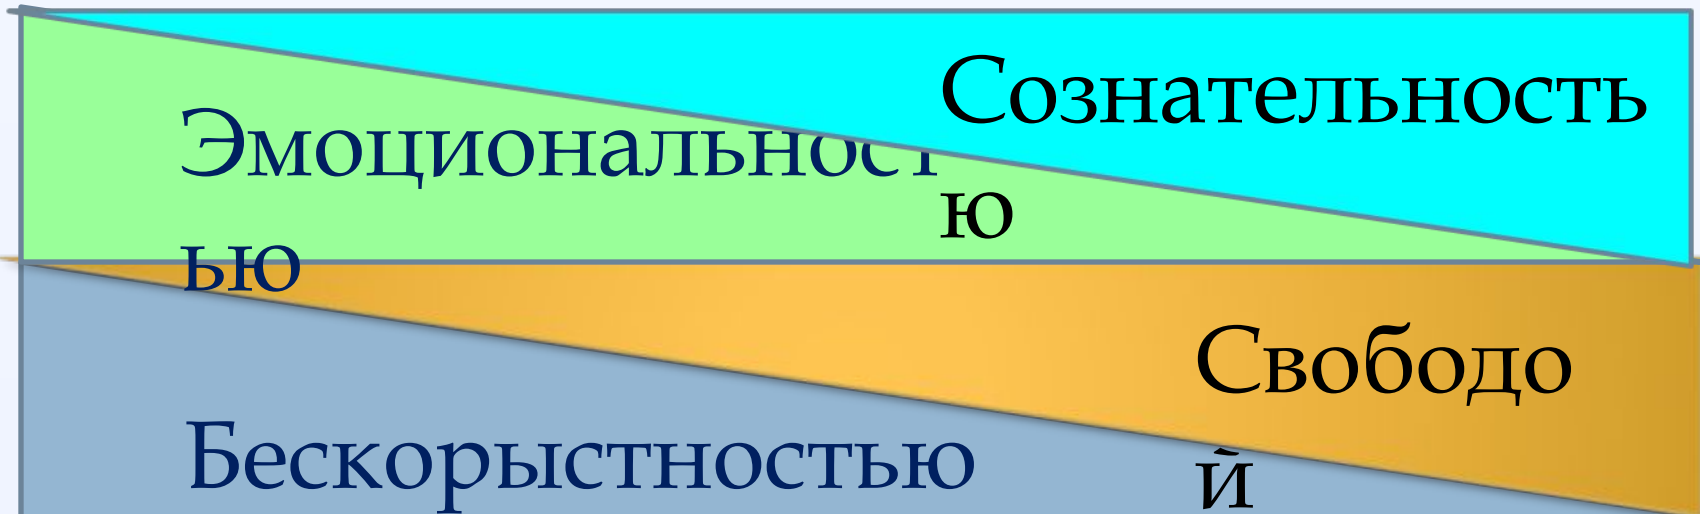 Сознательность
ю
Эмоциональност
ью
Свободо
й
Бескорыстностью